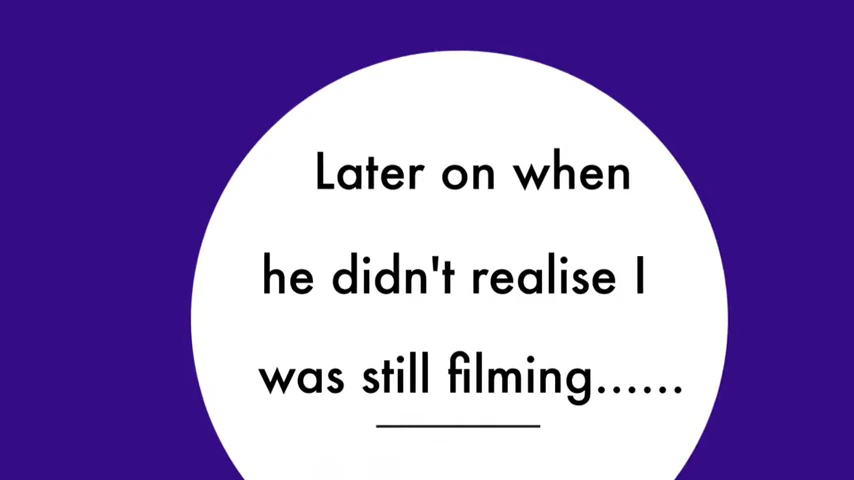 Later on when
he didn't realise I
was still filming......